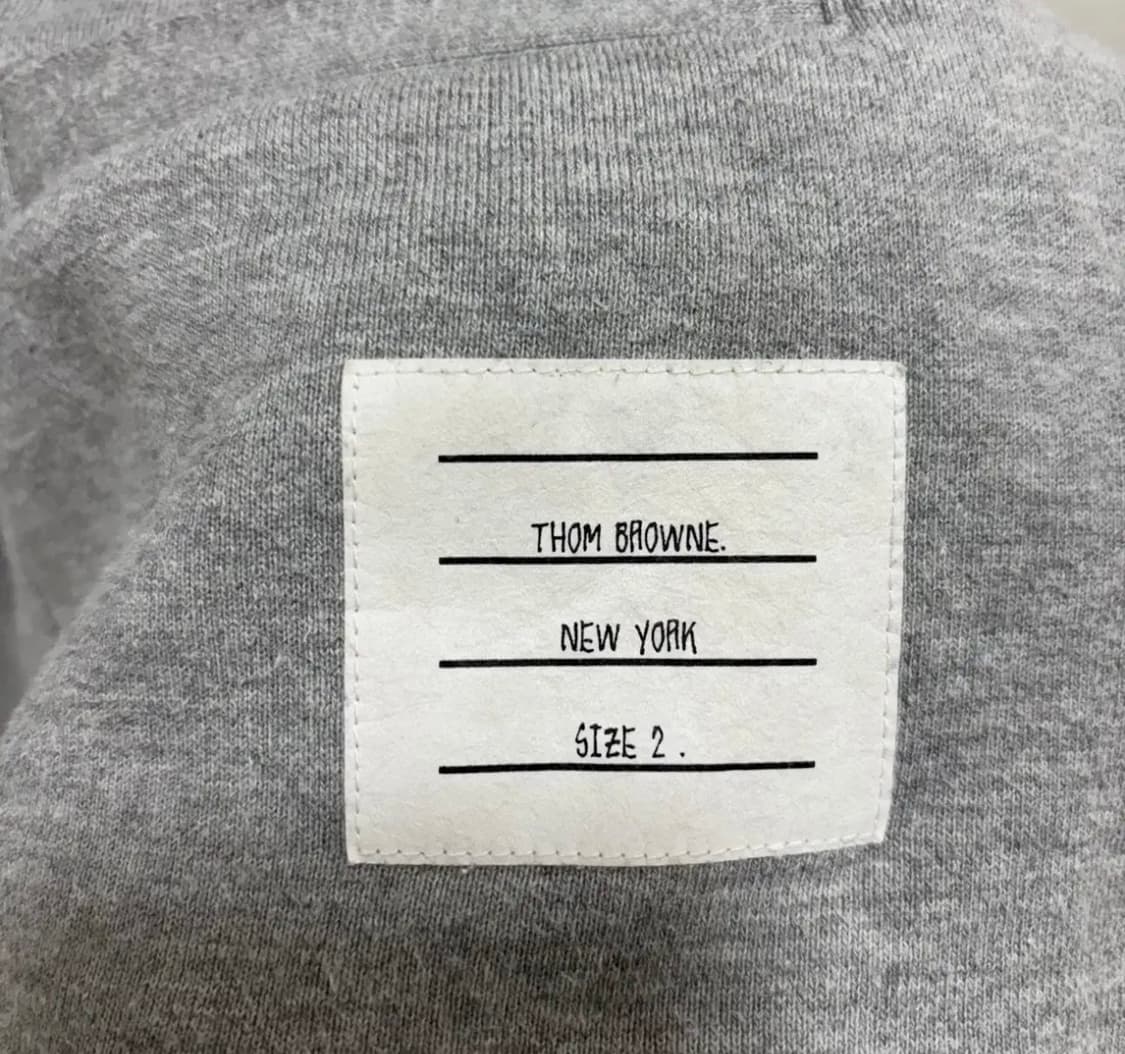 THOM BROWNE.
NEW YORK
SIZE 2 .